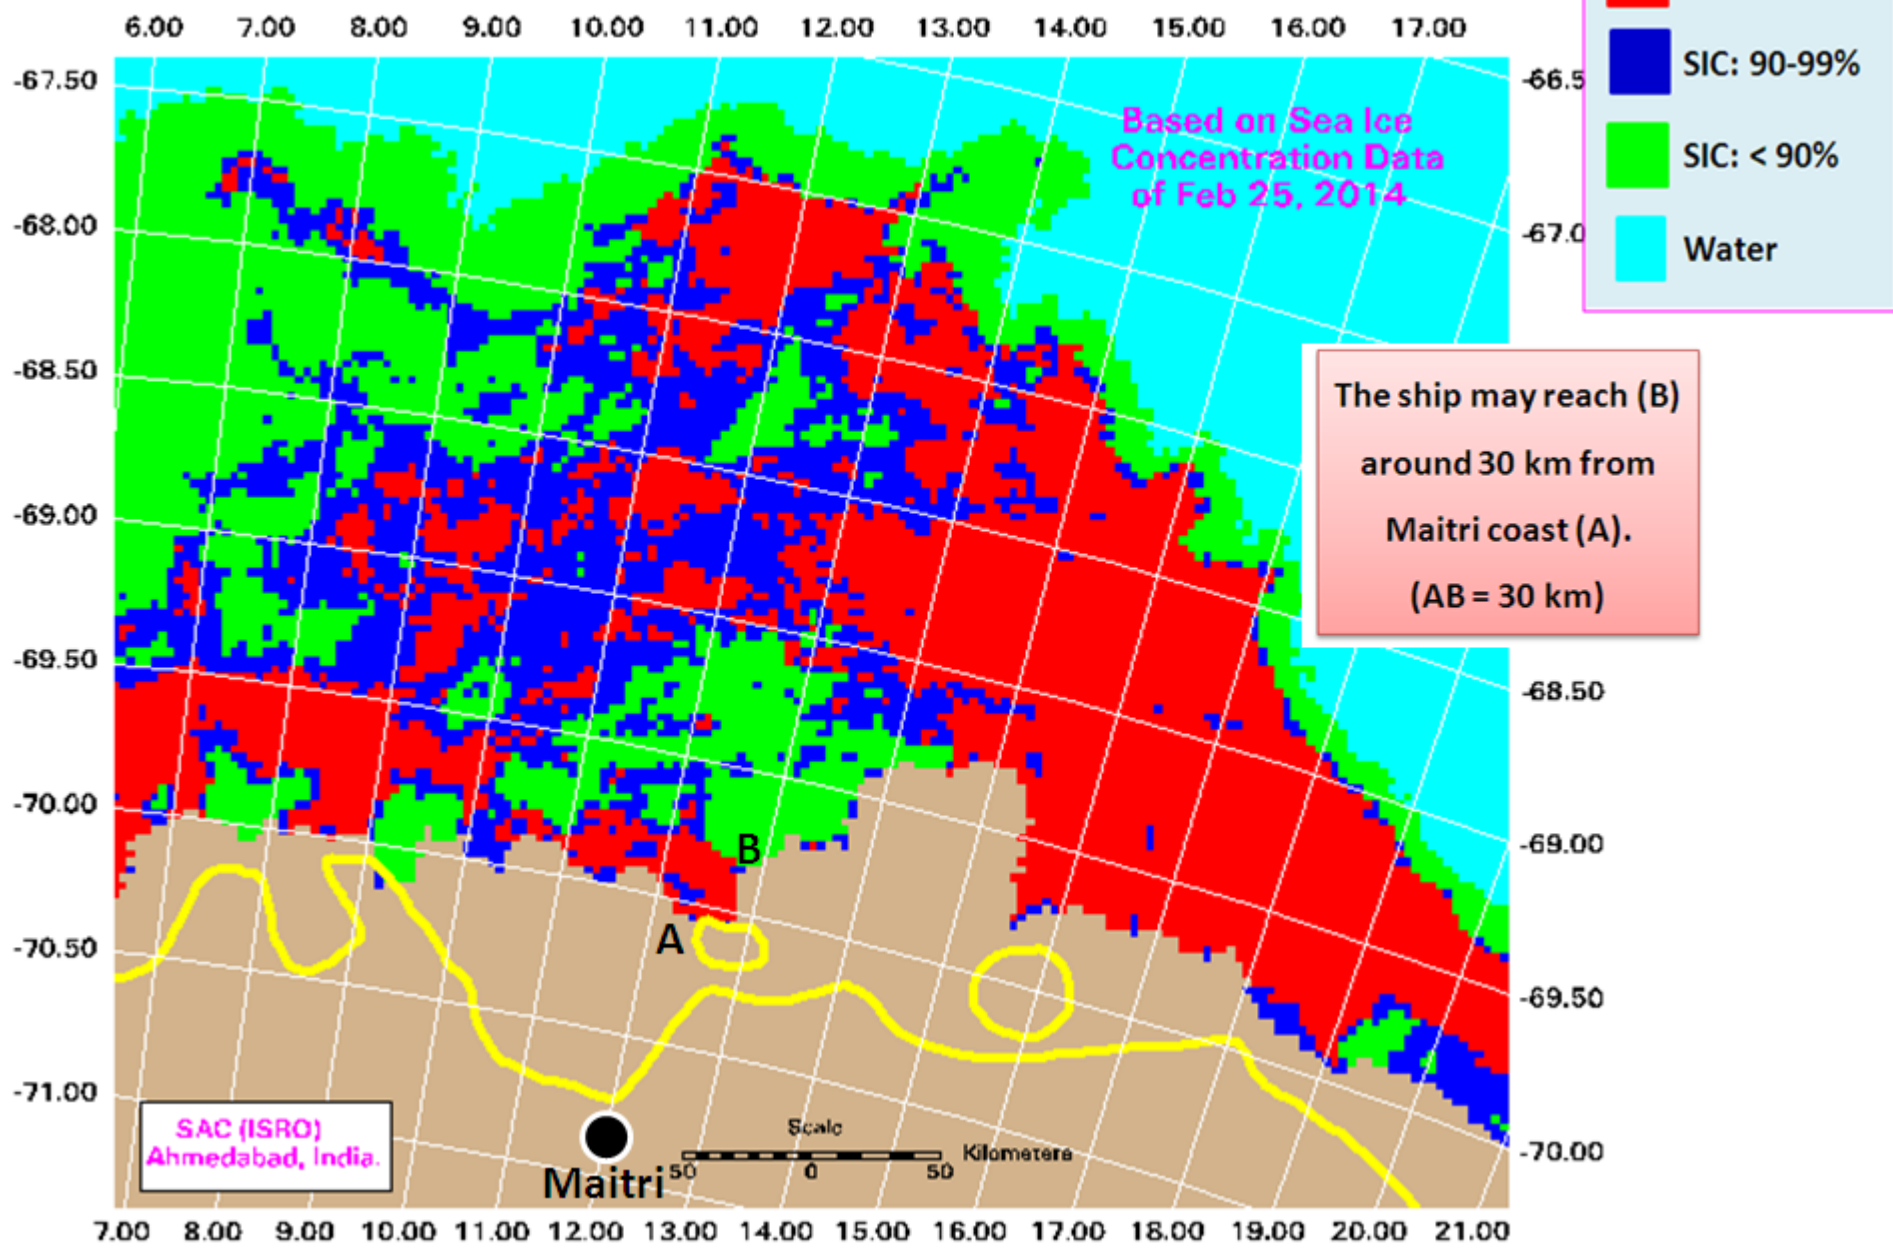 6.00 7.00 8.00 9.00 10.00 11.00 12.00 13.00 14.00 15.00 16.00 17.00
-67.50
-68.00
-68.50
-69.00
-69.50
-70.00
-70.50
-71.00
Based on Sea Ice
Concentration Data
of Feb 25, 2014
-66.5
-67.0
SIC: 90-99%
SIC: < 90%
Water
The ship may reach (B)
around 30 km from
Maitri coast (A).
(AB = 30 km)
-68.50
-69.00
-69.50
-70.00
B
A
SAC (ISRO)
Ahmedabad, India.
Maitri
Scale
50 0 50
Kilometers
7.00 8.00 9.00 10.00 11.00 12.00 13.00 14.00 15.00 16.00 17.00 18.00 19.00 20.00 21.00